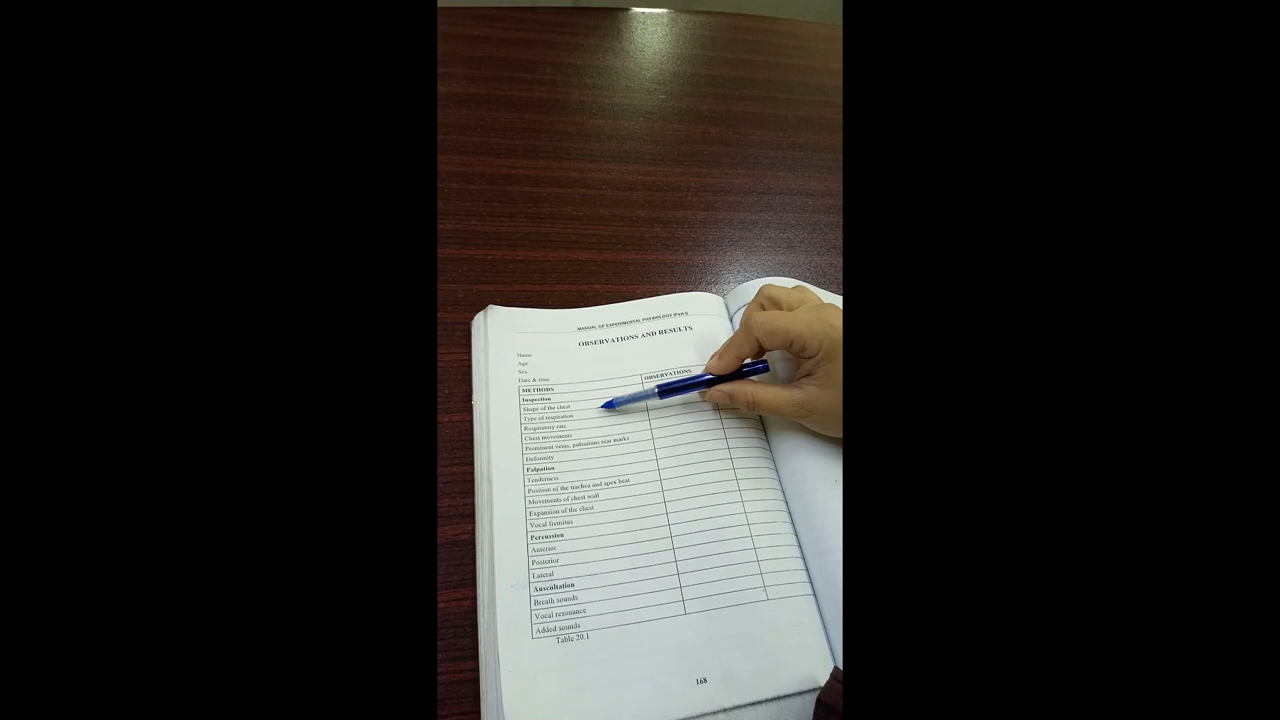 MANUAL OF EXPERIMENTAL PHYSIOLOGY (Part-I)
OBSERVATIONS AND RESULTS
Name
Age
Sex
Date & time
METHODS OBSERVATIONS
Inspection
Shape of the chest
Type of respiration
Respiratory rate
Chest movements
Prominent veins, pulsations scar marks
Deformity
Palpation
Tenderness
Position of the trachea and apex beat
Movements of chest wall
Expansion of the chest
Vocal fremitus
Percussion
Anterior
Posterior
Lateral
Auscultation
Breath sounds
Vocal resonance
Added sounds
Table 20.1
168